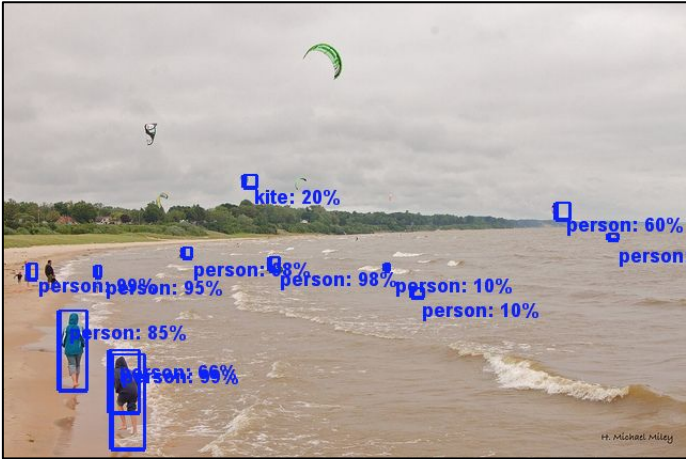 kite: 20%
person: 60%
person
person: 98%
person: 99%
person: 95%
person: 98%
person: 10%
person: 10%
person: 85%
person: 66%
person: 99%
H. Michael Miley